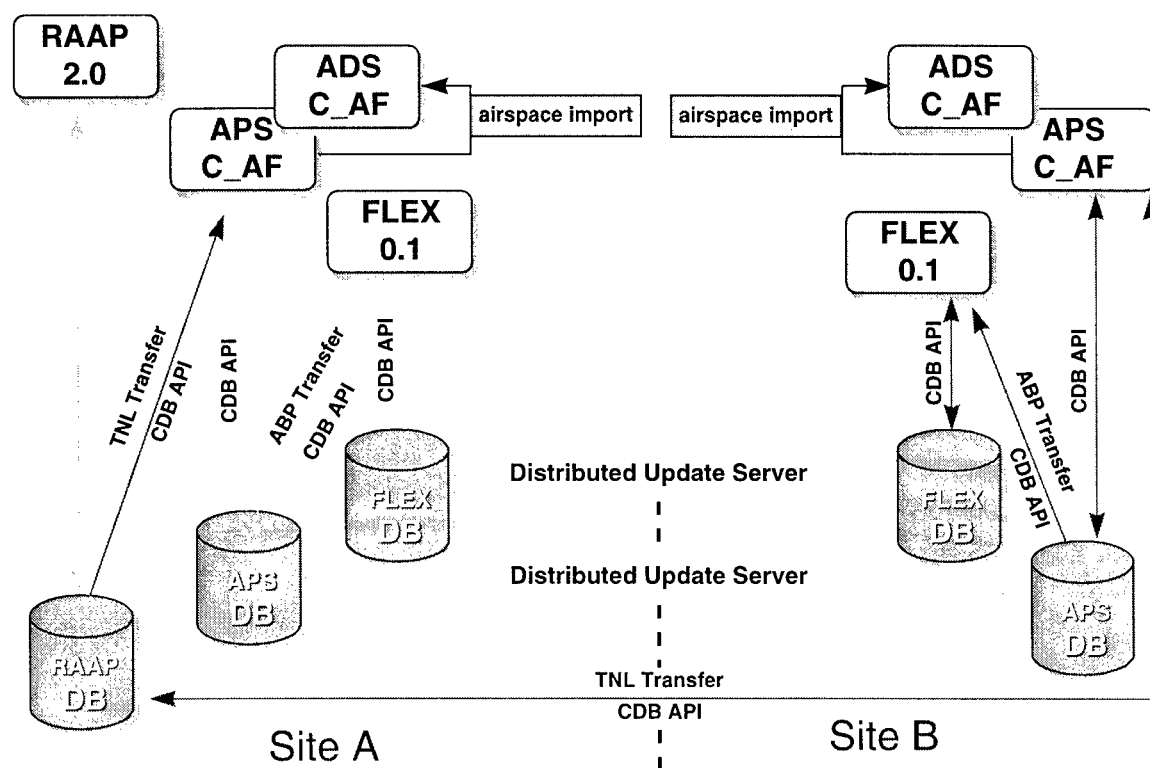 RAAP
2.0
ADS
C_AF
APS
C_AF
airspace import
FLEX
0.1
TNL Transfer
CDB API
CDB API
ABP Transfer
CDB API
CDB API
FLEX
DB
APS
DB
RAAP
DB
Distributed Update Server
Distributed Update Server
TNL Transfer
CDB API
Site A
airspace import
ADS
C_AF
APS
C_AF
FLEX
0.1
CDB API
ABP Transfer
CDB API
CDB API
FLEX
DB
APS
DB
Site B